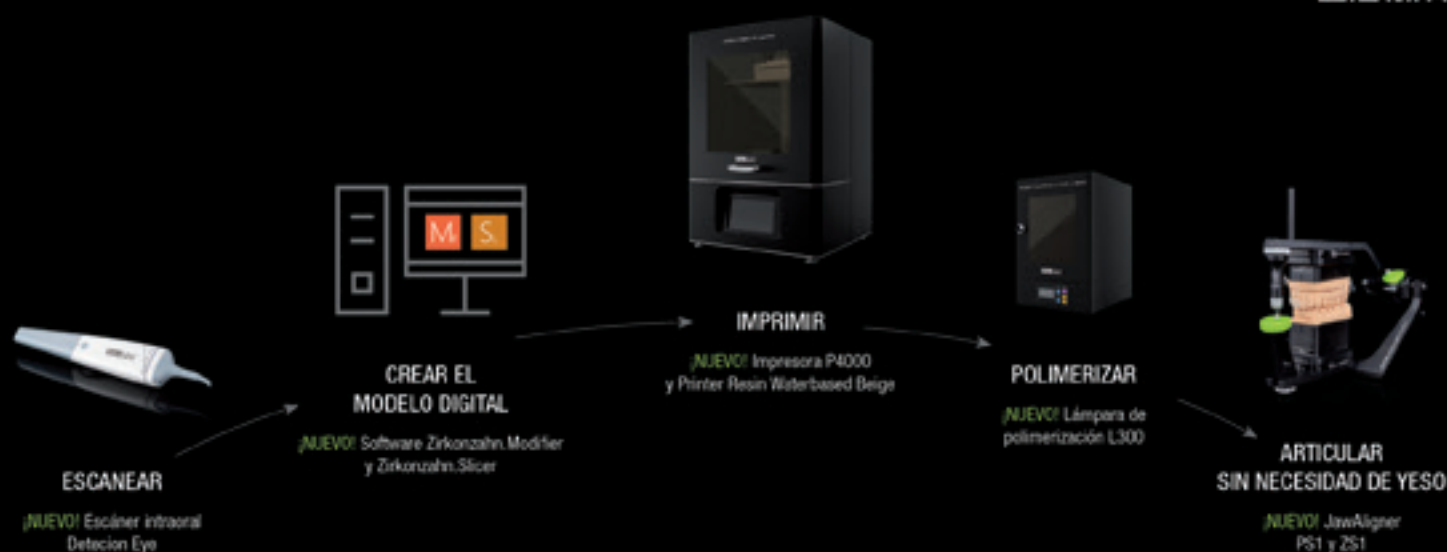 ESCANEAR
¡NUEVO! Escáner intraoral
Detecion Eye
M
S
CREAR EL
MODELO DIGITAL
¡NUEVO! Software Zirkonzahn.Modifier
y Zirkonzahn.Slicer
IMPRIMIR
¡NUEVO! Impresora P4000
y Printer Resin Waterbased Beige
POLIMERIZAR
¡NUEVO! Lámpara de
polimerización L300
ARTICULAR
SIN NECESIDAD DE YESO
¡NUEVO! JawAligner
PS1 y ZS1